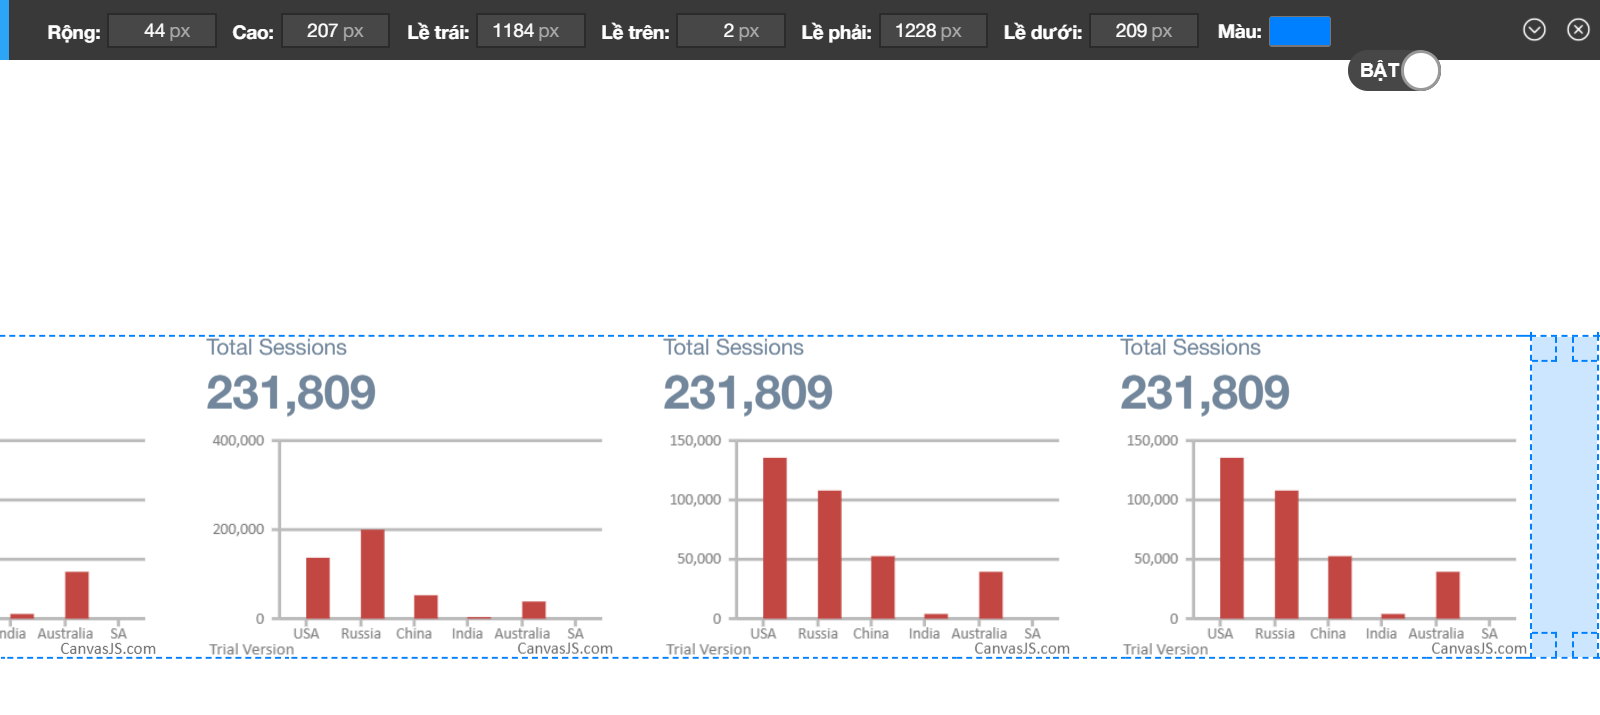 Rộng: 44 px Cao: 207 px Lề trái: 1184 px Lề trên: 2 px Lề phải: 1228 px Lề dưới: 209 px Màu:
BẬT
Total Sessions Total Sessions Total Sessions
231,809 231,809 231,809
400,000 150,000 150,000
100,000 100,000
200,000
50,000 50,000
0 0 0
ndia Australia SA USA Russia China India Australia SA USA Russia China India Australia SA USA Russia China India Australia SA
CanvasJS.com Trial Version CanvasJS.com Trial Version CanvasJS.com Trial Version CanvasJS.com